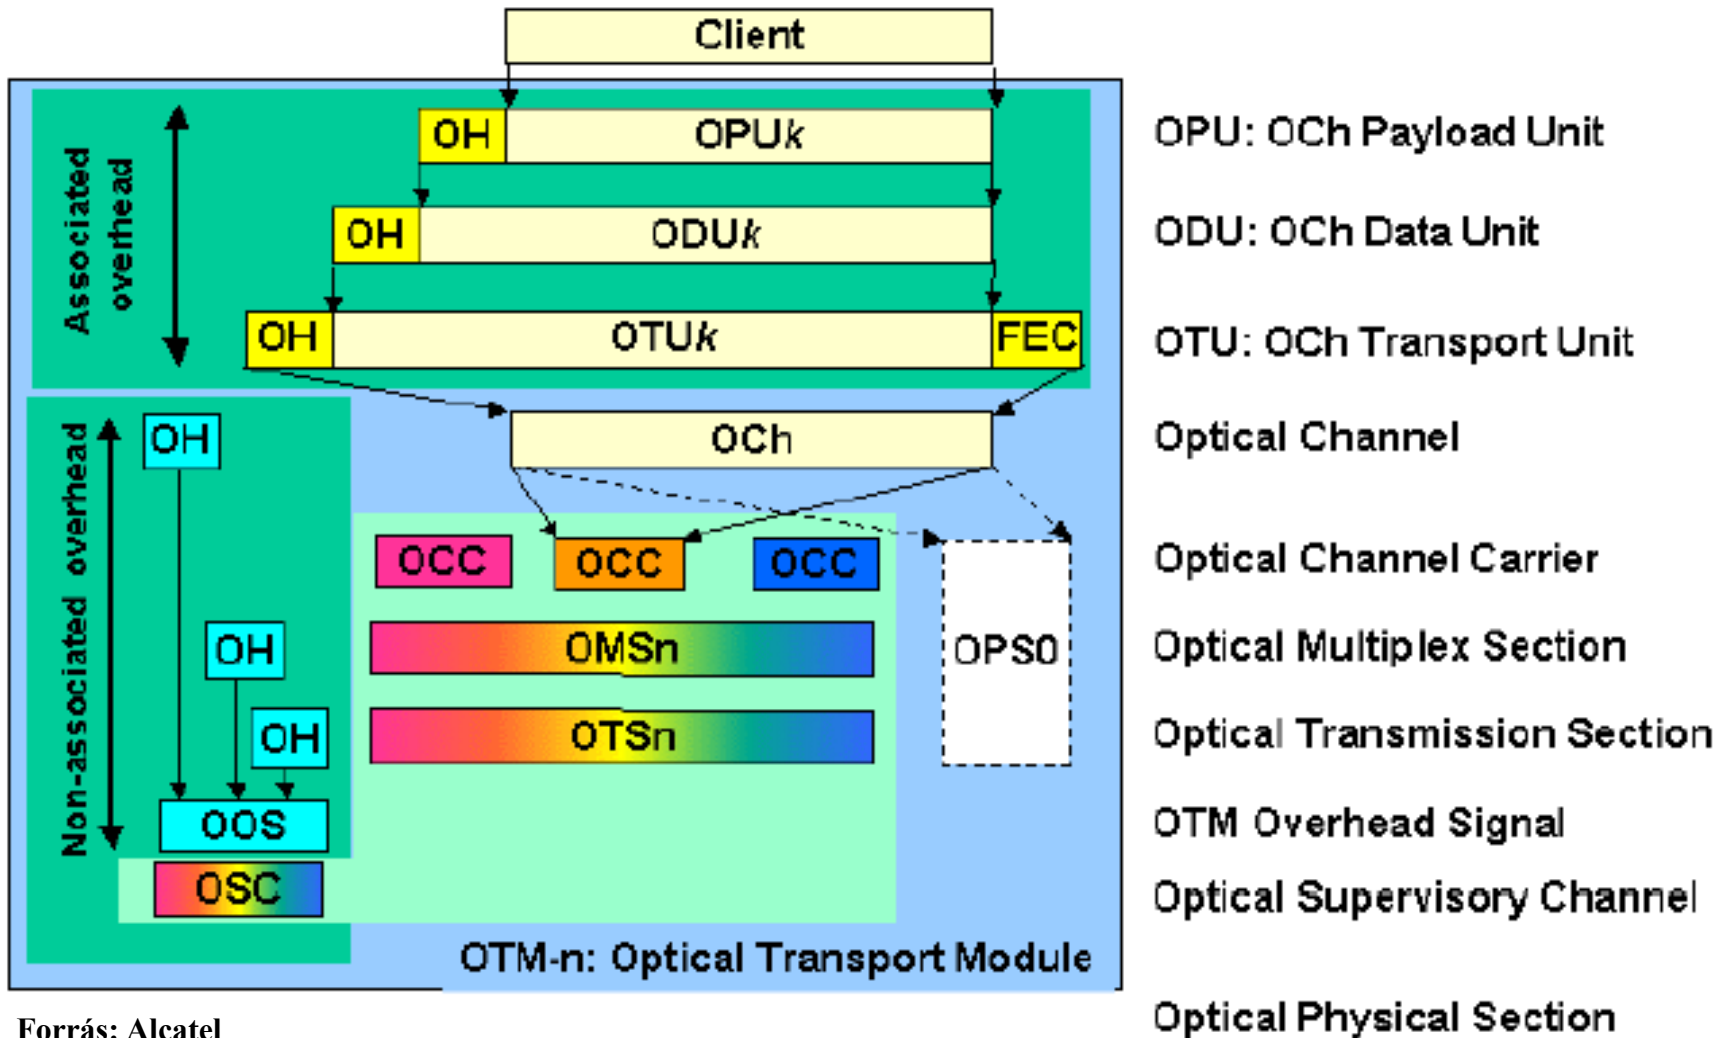 Client
Associated
overhead
OH OPUk
OPU: OCh Payload Unit
OH ODUk
ODU: OCh Data Unit
OH OTUk FEC
OTU: OCh Transport Unit
Non-associated overhead
OH
OCh
Optical Channel
OCC OCC OCC
Optical Channel Carrier
OH
OMSn
OPS0
Optical Multiplex Section
OH
OTSn
Optical Transmission Section
OOS
OTM Overhead Signal
OSC
Optical Supervisory Channel
OTM-n: Optical Transport Module
Optical Physical Section
Forrás: Alcatel